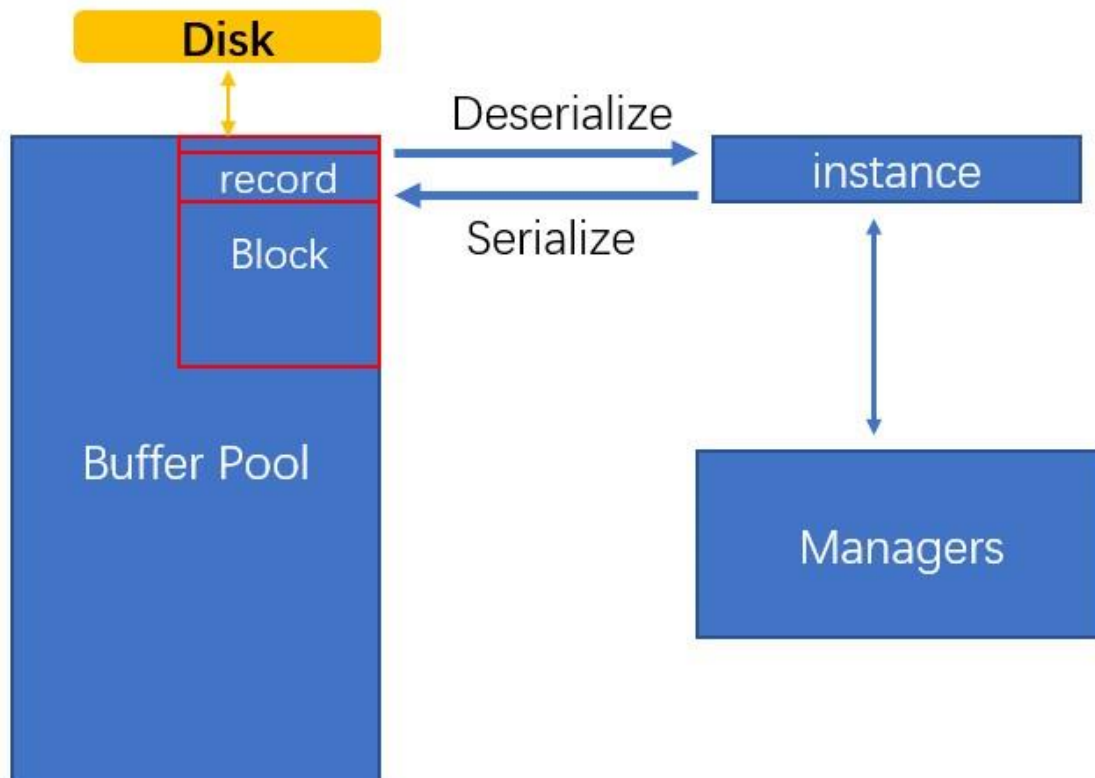 Disk
Deserialize
record
instance
Serialize
Block
Buffer Pool
Managers